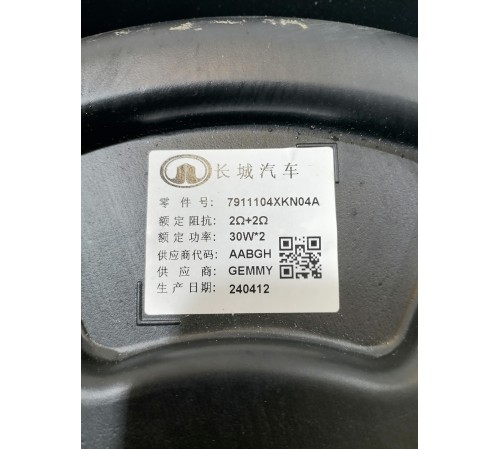 长城汽车
零件号: 7911104XKN04A
额定阻抗: 2Ω+2Ω
额定功率: 30W*2
供应商代码: AABGH
供应商: GEMMY
生产日期: 240412